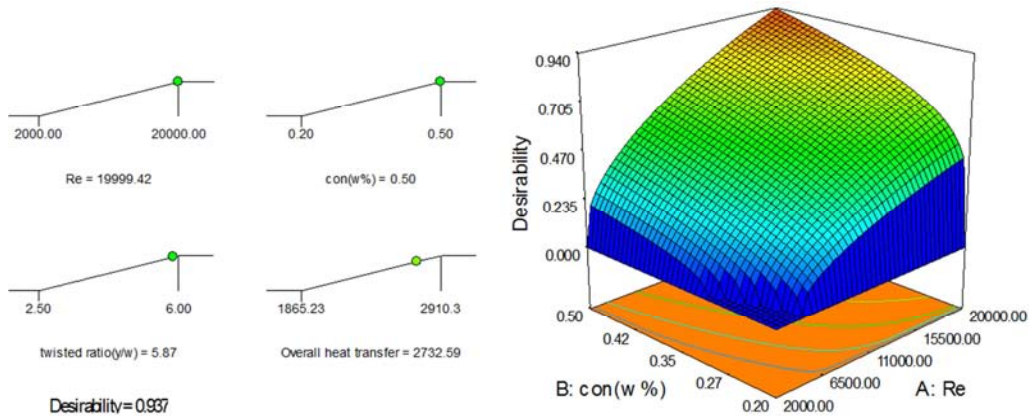 2000.00 20000.00
Re = 19999.42
0.20 0.50
con(w%) = 0.50
2.50 6.00
twisted ratio(y/w) = 5.87
1865.23 2910.3
Overall heat transfer = 2732.59
Desirability = 0.937
Desirability
0.940
0.705
0.470
0.235
0.000
0.50
0.42
0.35
0.27
0.20
B: con(w %)
2000.00
6500.00
11000.00
15500.00
20000.00
A: Re